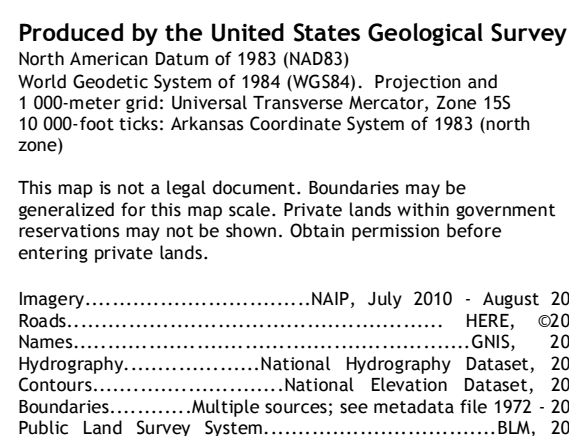 Produced by the United States Geological Survey
North American Datum of 1983 (NAD83)
World Geodetic System of 1984 (WGS84).  Projection and
1 000-meter grid: Universal Transverse Mercator, Zone 15S
10 000-foot ticks: Arkansas Coordinate System of 1983 (north
zone)
This map is not a legal document. Boundaries may be
generalized for this map scale. Private lands within government
reservations may not be shown. Obtain permission before
entering private lands.
Imagery.................................NAIP, July 2010 - August 20
Roads....................................................... HERE, ©20
Names..........................................................GNIS, 20
Hydrography....................National Hydrography Dataset, 20
Contours............................National Elevation Dataset, 20
Boundaries............Multiple sources; see metadata file 1972 - 20
Public Land Survey System..................................BLM, 20